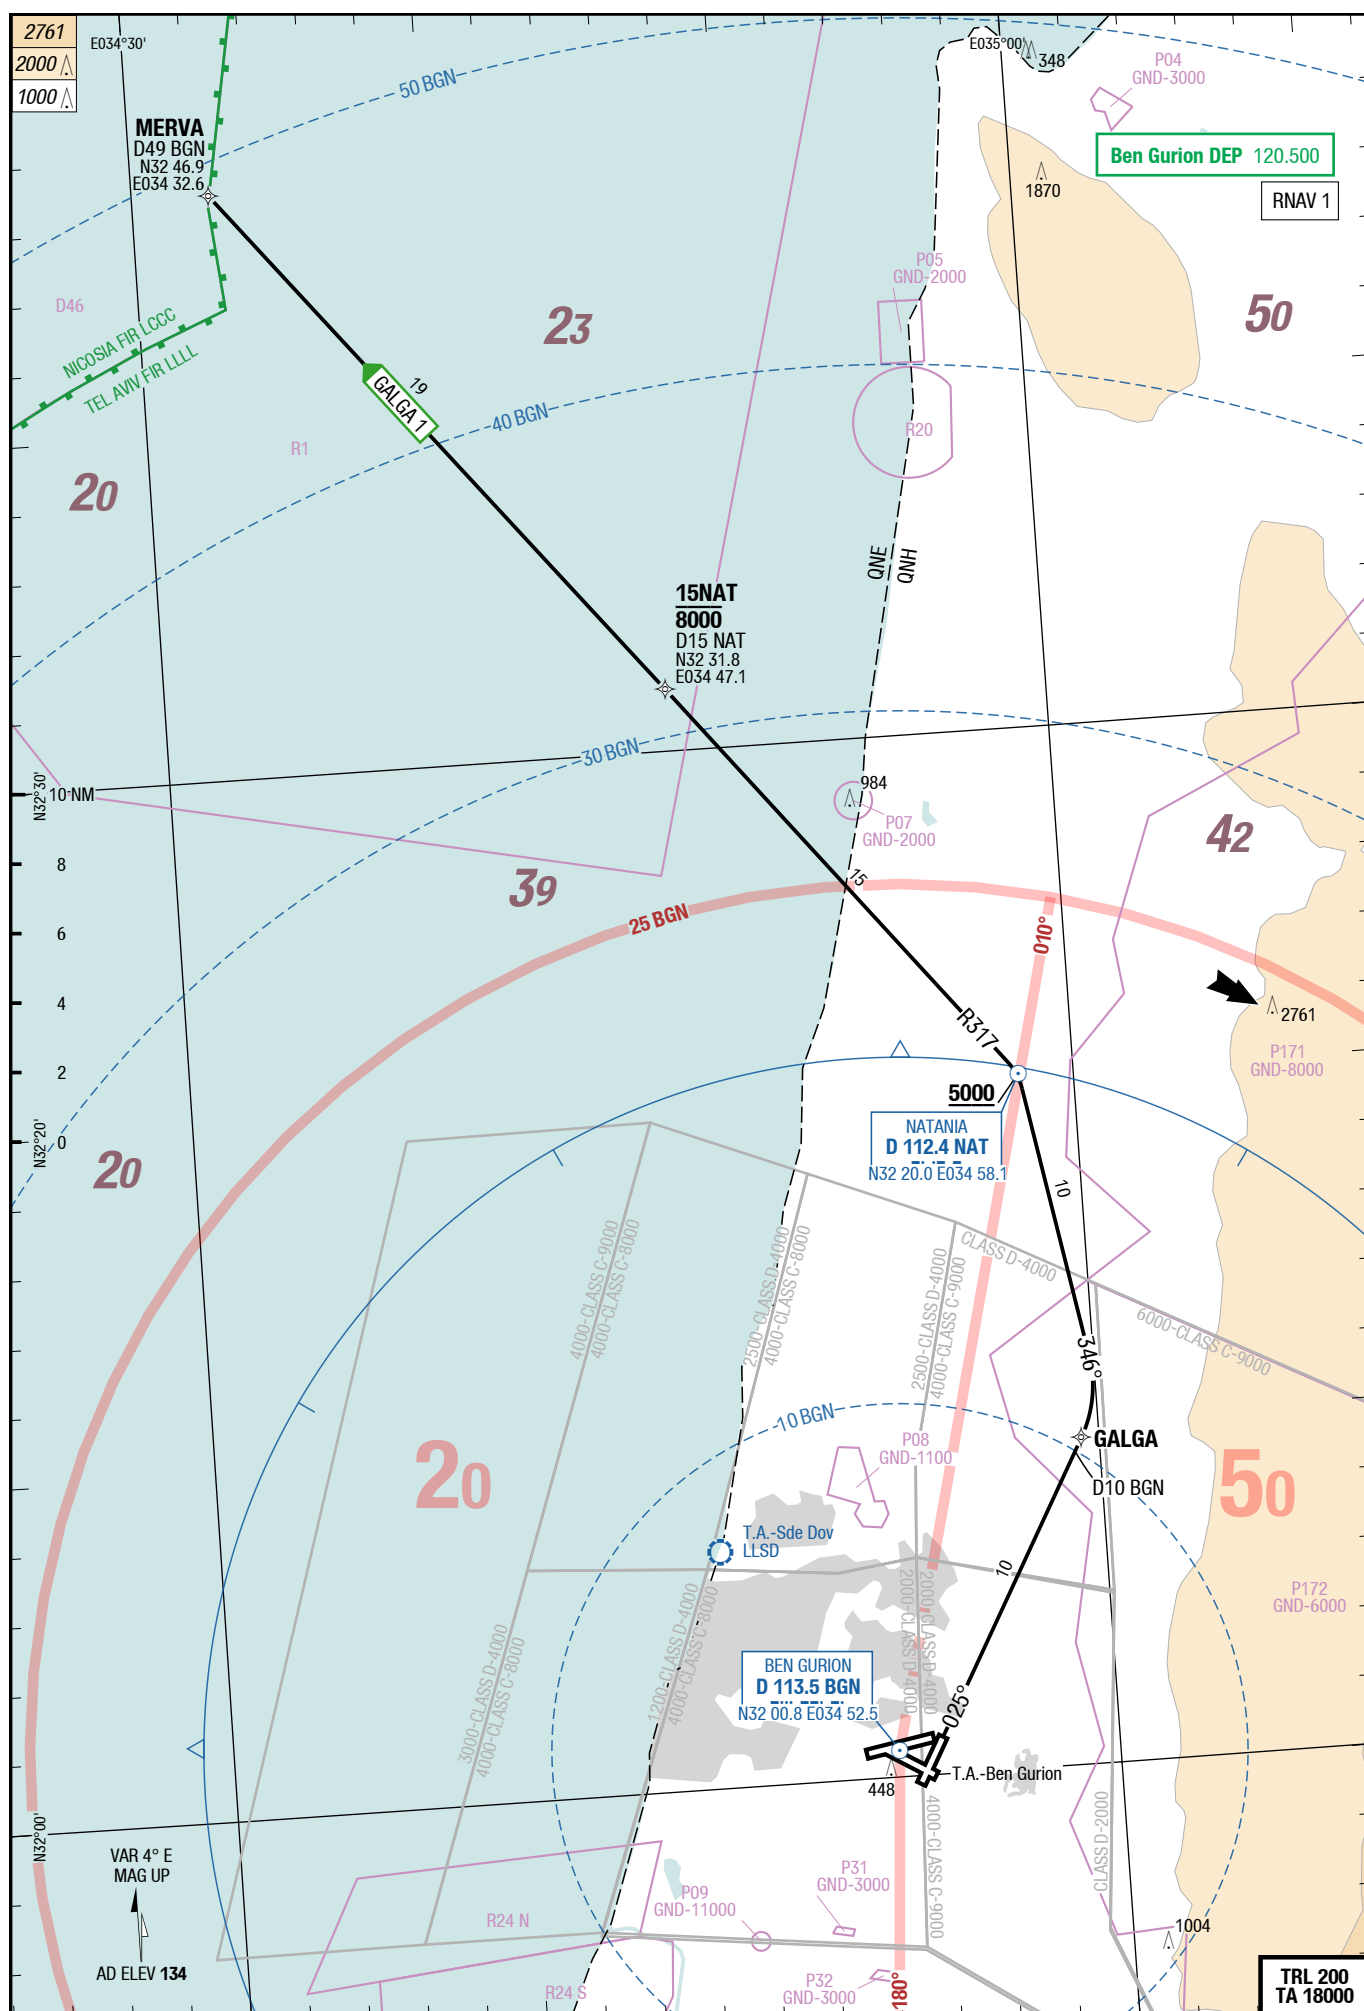 2761
2000
1000
E034°30'
50 BGN
E035°00'
348
P04
GND-3000
MERVA
D49 BGN
N32 46.9
E034 32.6
Ben Gurion DEP 120.500
RNAV 1
1870
P05
GND-2000
D46
NICOSIA FIR LCCC
TEL AVIV FIR LLLL
23
50
19
GALGA 1
40 BGN
R20
R1
20
QNE
QNH
15NAT
8000
D15 NAT
N32 31.8
E034 47.1
30 BGN
N32°30'
10 NM
984
P07
GND-2000
42
8
39
15
25 BGN
6
010°
4
2761
R317
P171
GND-8000
2
5000
NATANIA
D 112.4 NAT
N32 20.0 E034 58.1
N32°20'
0
20
10
4000-CLASS C-9000
4000-CLASS C-8000
2500-CLASS D-4000
4000-CLASS C-8000
2500-CLASS D-4000
4000-CLASS C-9000
CLASS D-4000
6000-CLASS C-9000
346°
10 BGN
GALGA
P08
GND-1100
D10 BGN
20
50
T.A.-Sde Dov
LLSD
10
P172
GND-6000
1200-CLASS D-4000
4000-CLASS C-8000
2000-CLASS D-4000
2000-CLASS D-4000
3000-CLASS D-4000
4000-CLASS C-8000
BEN GURION
D 113.5 BGN
N32 00.8 E034 52.5
025°
T.A.-Ben Gurion
448
4000-CLASS C-9000
CLASS D-2000
N32°00'
VAR 4° E
MAG UP
AD ELEV 134
P31
GND-3000
P09
GND-11000
R24 N
1004
P32
GND-3000
R24 S
180°
TRL 200
TA 18000